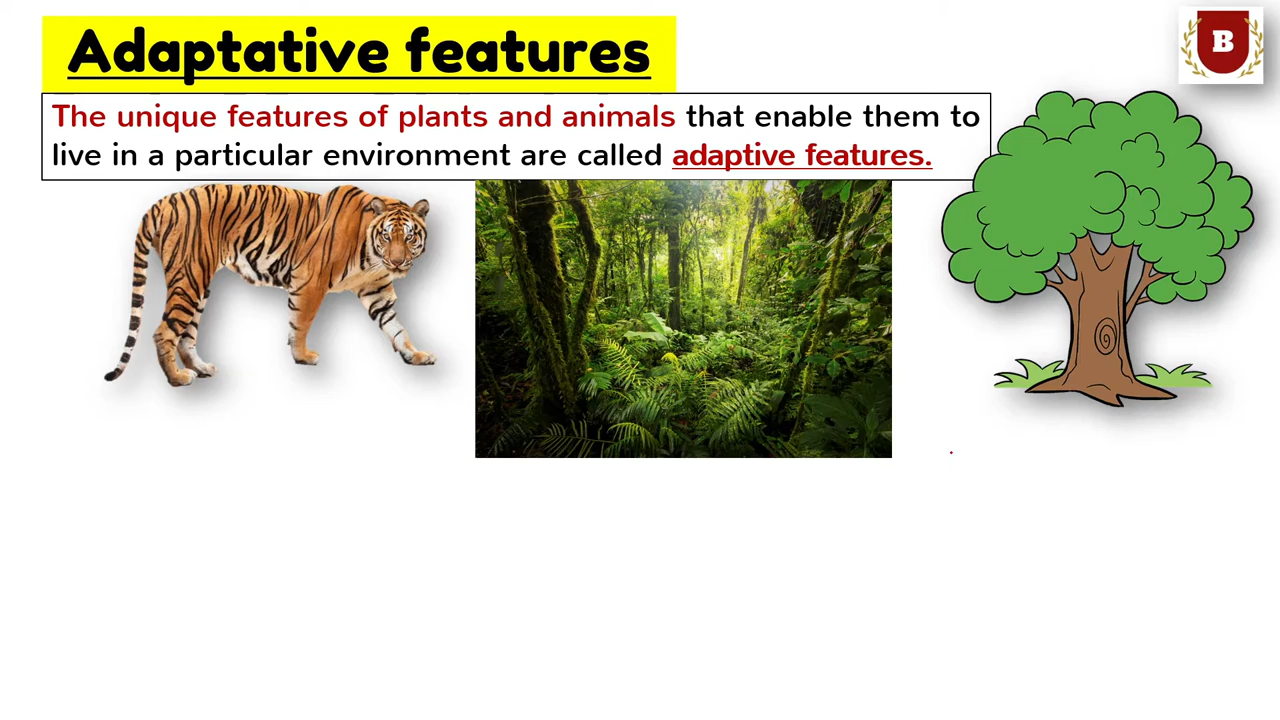 Adaptative features
B
The unique features of plants and animals that enable them to
live in a particular environment are called adaptive features.